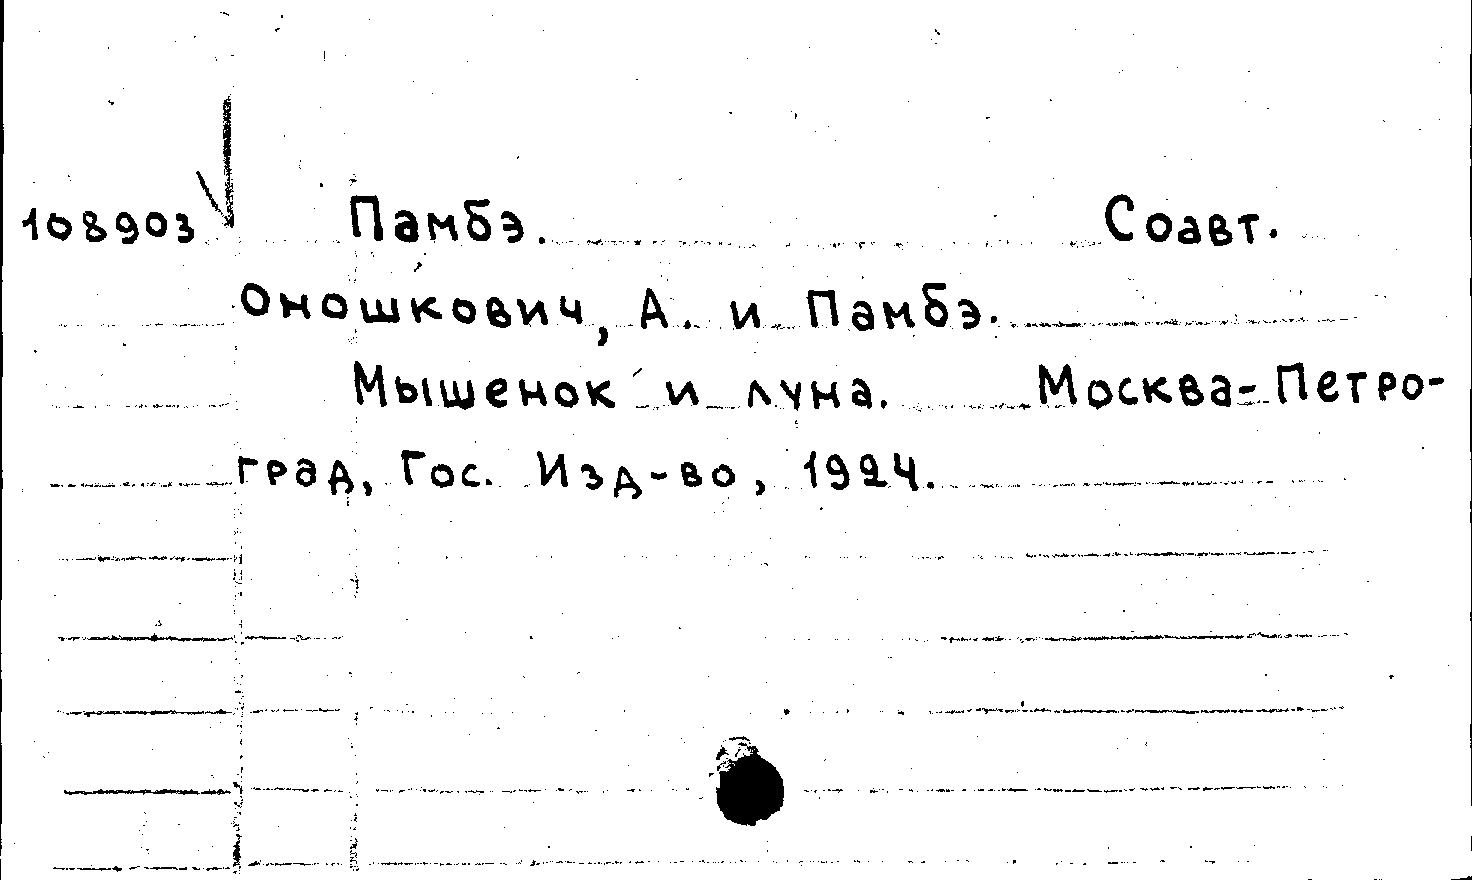 108903 Памбэ. Соавт.
Оношкович, А. и Памбэ.
Мышенок и луна. Москва-Петро-
град, Гос. Изд-во, 1924.